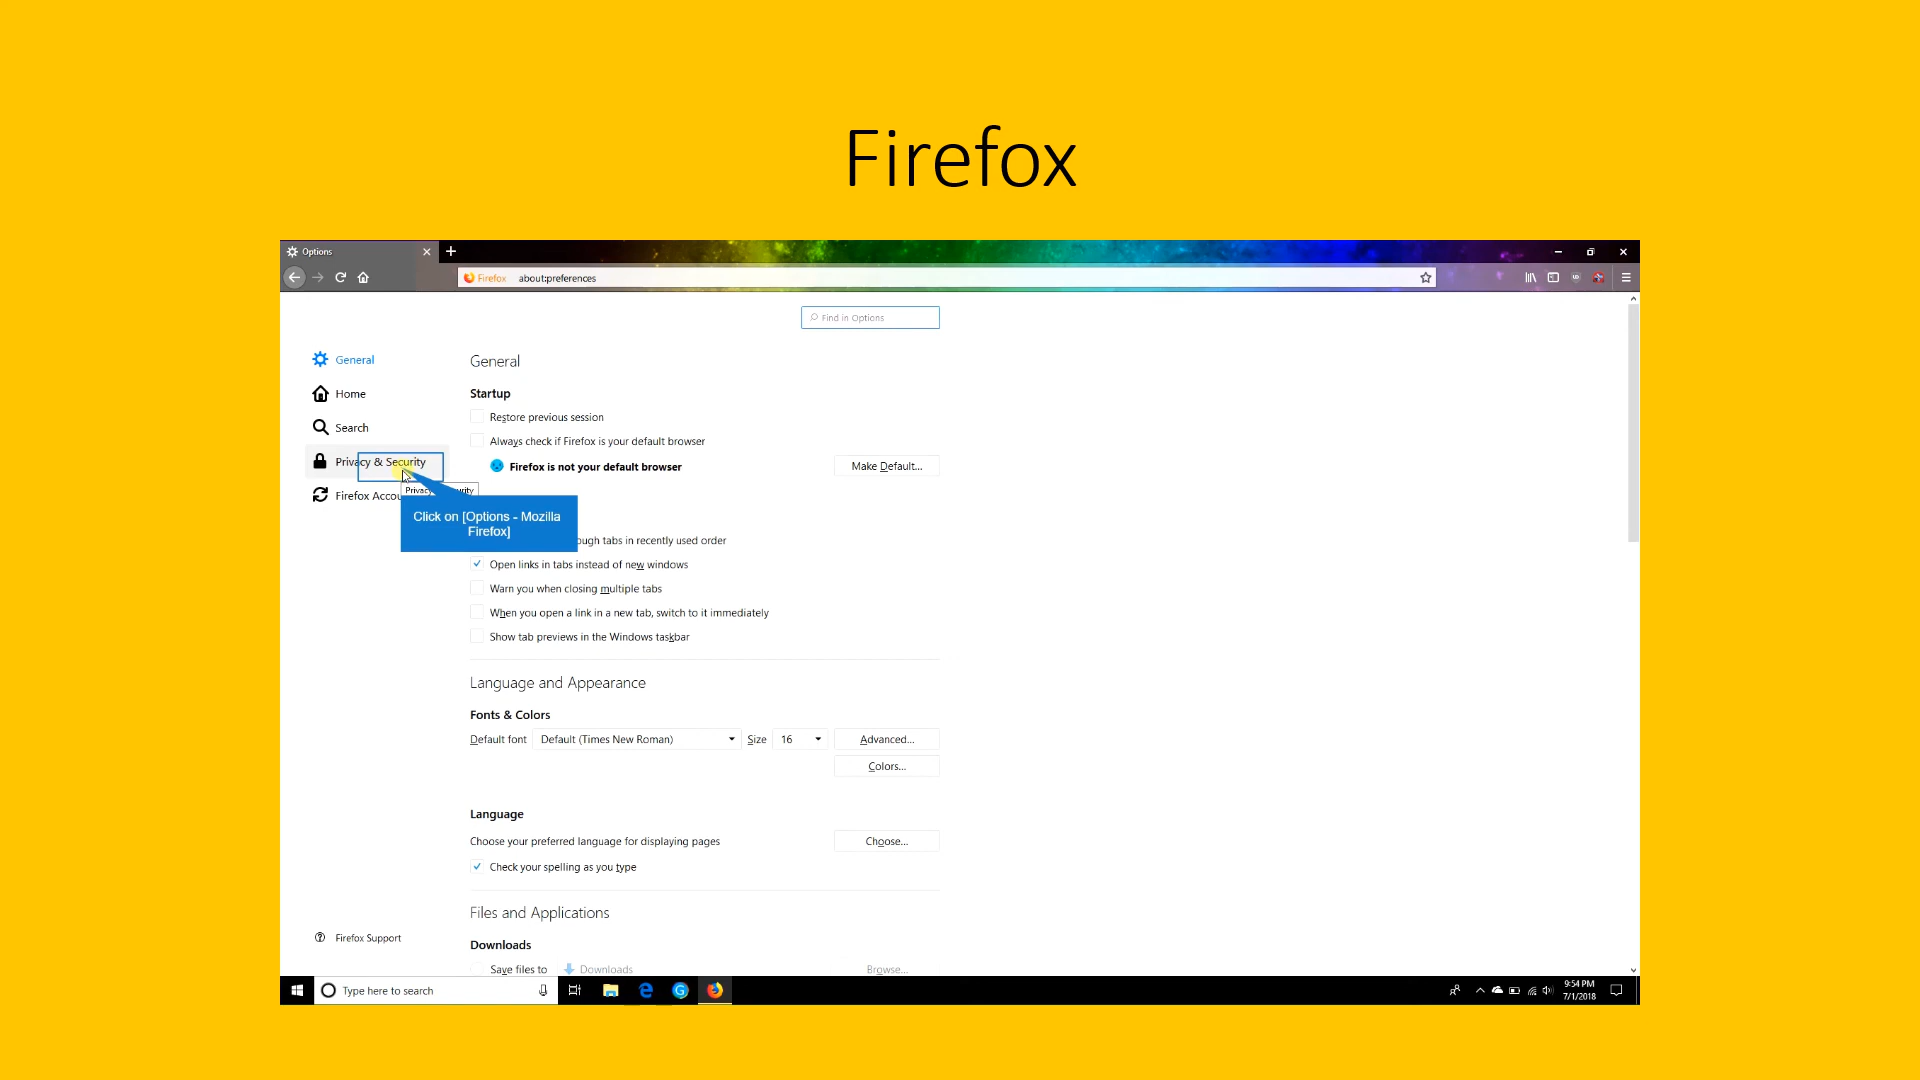 Firefox
Options
Firefox about:preferences
Find in Options
General
Home
Search
Privacy & Security
Firefox Accou
Privac urity
Click on [Options - Mozilla
Firefox]
General
Startup
Restore previous session
Always check if Firefox is your default browser
Firefox is not your default browser
Make Default...
ough tabs in recently used order
Open links in tabs instead of new windows
Warn you when closing multiple tabs
When you open a link in a new tab, switch to it immediately
Show tab previews in the Windows taskbar
Language and Appearance
Fonts & Colors
Default font Default (Times New Roman) Size 16 Advanced...
Colors...
Language
Choose your preferred language for displaying pages Choose...
Check your spelling as you type
Files and Applications
Downloads
Save files to Downloads Browse...
Firefox Support
Type here to search
9:54 PM
7/1/2018